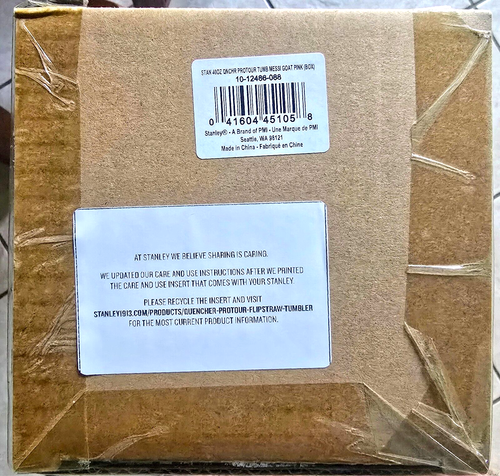 STAN 40OZ QNCHR PROTOUR TUMB MESSI GOAT PINK (BOX)
10-12486-086
0 41604 45105 8
Stanley® - A Brand of PMI - Une Marque de PMI
Seattle, WA 98121
Made in China - Fabriqué en Chine
AT STANLEY WE BELIEVE SHARING IS CARING.
WE UPDATED OUR CARE AND USE INSTRUCTIONS AFTER WE PRINTED
THE CARE AND USE INSERT THAT COMES WITH YOUR STANLEY.
PLEASE RECYCLE THE INSERT AND VISIT
STANLEY1913.COM/PRODUCTS/QUENCHER-PROTOUR-FLIPSTRAW-TUMBLER
FOR THE MOST CURRENT PRODUCT INFORMATION.